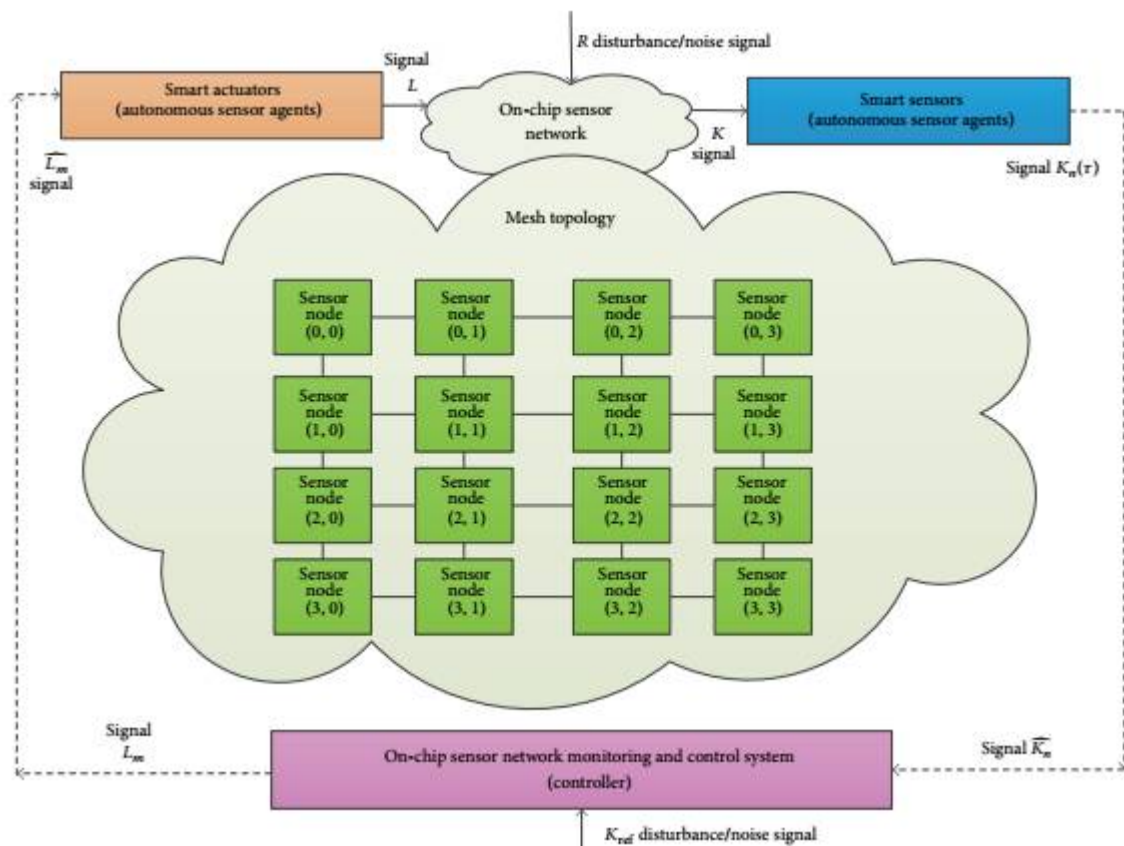 R disturbance/noise signal
Signal
L
Smart actuators
(autonomous sensor agents)
On-chip sensor
network
K
signal
Smart sensors
(autonomous sensor agents)
Signal Kₙ(τ)
L̂ₘ
signal
Mesh topology
Sensor
node
(0, 0)
Sensor
node
(0, 1)
Sensor
node
(0, 2)
Sensor
node
(0, 3)
Sensor
node
(1, 0)
Sensor
node
(1, 1)
Sensor
node
(1, 2)
Sensor
node
(1, 3)
Sensor
node
(2, 0)
Sensor
node
(2, 1)
Sensor
node
(2, 2)
Sensor
node
(2, 3)
Sensor
node
(3, 0)
Sensor
node
(3, 1)
Sensor
node
(3, 2)
Sensor
node
(3, 3)
Signal
Lₘ
On-chip sensor network monitoring and control system
(controller)
Signal K̂ₙ
K_ref disturbance/noise signal